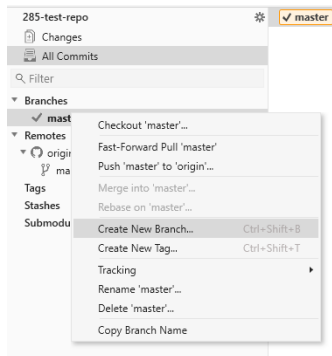 285-test-repo
master
Changes
All Commits
Filter
Branches
mast
Remotes
origi
ma
Tags
Stashes
Submodu
Checkout 'master'...
Fast-Forward Pull 'master'
Push 'master' to 'origin'...
Merge into 'master'...
Rebase on 'master'...
Create New Branch... Ctrl+Shift+B
Create New Tag... Ctrl+Shift+T
Tracking
Rename 'master'...
Delete 'master'...
Copy Branch Name